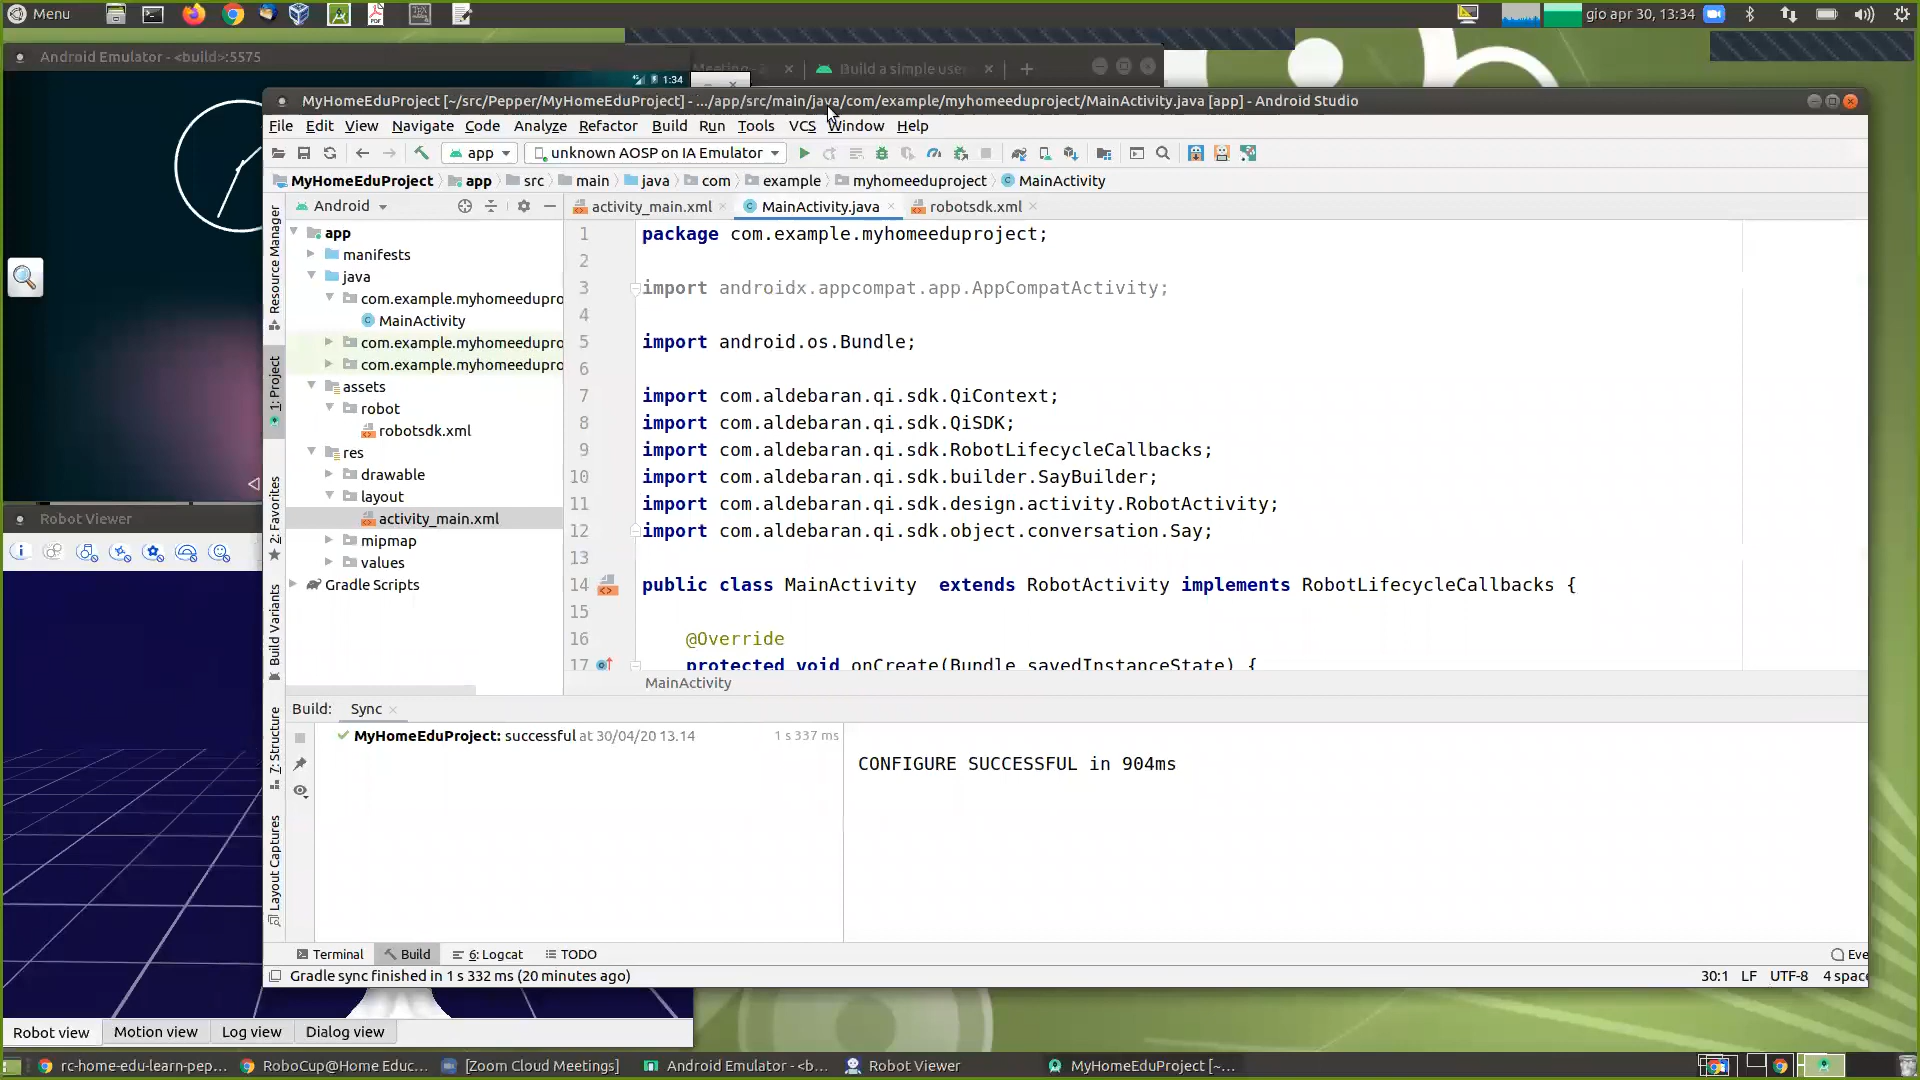 Menu
gio apr 30, 13:34
Android Emulator - <build>:5575
1:34
Meeting -
Build a simple user
MyHomeEduProject [~/src/Pepper/MyHomeEduProject] - .../app/src/main/java/com/example/myhomeeduproject/MainActivity.java [app] - Android Studio
File Edit View Navigate Code Analyze Refactor Build Run Tools VCS Window Help
app unknown AOSP on IA Emulator
MyHomeEduProject app src main java com example myhomeeduproject MainActivity
Android
activity_main.xml MainActivity.java robotsdk.xml
Resource Manager
1: Project
2: Favorites
Build Variants
7: Structure
Layout Captures
app
manifests
java
com.example.myhomeedupro
MainActivity
com.example.myhomeedupro
com.example.myhomeedupro
assets
robot
robotsdk.xml
res
drawable
layout
activity_main.xml
mipmap
values
Gradle Scripts
1 package com.example.myhomeeduproject;
2
3 import androidx.appcompat.app.AppCompatActivity;
4
5 import android.os.Bundle;
6
7 import com.aldebaran.qi.sdk.QiContext;
8 import com.aldebaran.qi.sdk.QiSDK;
9 import com.aldebaran.qi.sdk.RobotLifecycleCallbacks;
10 import com.aldebaran.qi.sdk.builder.SayBuilder;
11 import com.aldebaran.qi.sdk.design.activity.RobotActivity;
12 import com.aldebaran.qi.sdk.object.conversation.Say;
13
14 public class MainActivity  extends RobotActivity implements RobotLifecycleCallbacks {
15
16 @Override
17 protected void onCreate(Bundle savedInstanceState) {
MainActivity
Build: Sync
MyHomeEduProject: successful at 30/04/20 13.14 1 s 337 ms
CONFIGURE SUCCESSFUL in 904ms
Terminal Build 6: Logcat TODO Eve
Gradle sync finished in 1 s 332 ms (20 minutes ago) 30:1 LF UTF-8 4 space
Robot Viewer
Robot view Motion view Log view Dialog view
rc-home-edu-learn-pep... RoboCup@Home Educ... [Zoom Cloud Meetings] Android Emulator - <b... Robot Viewer MyHomeEduProject [~...